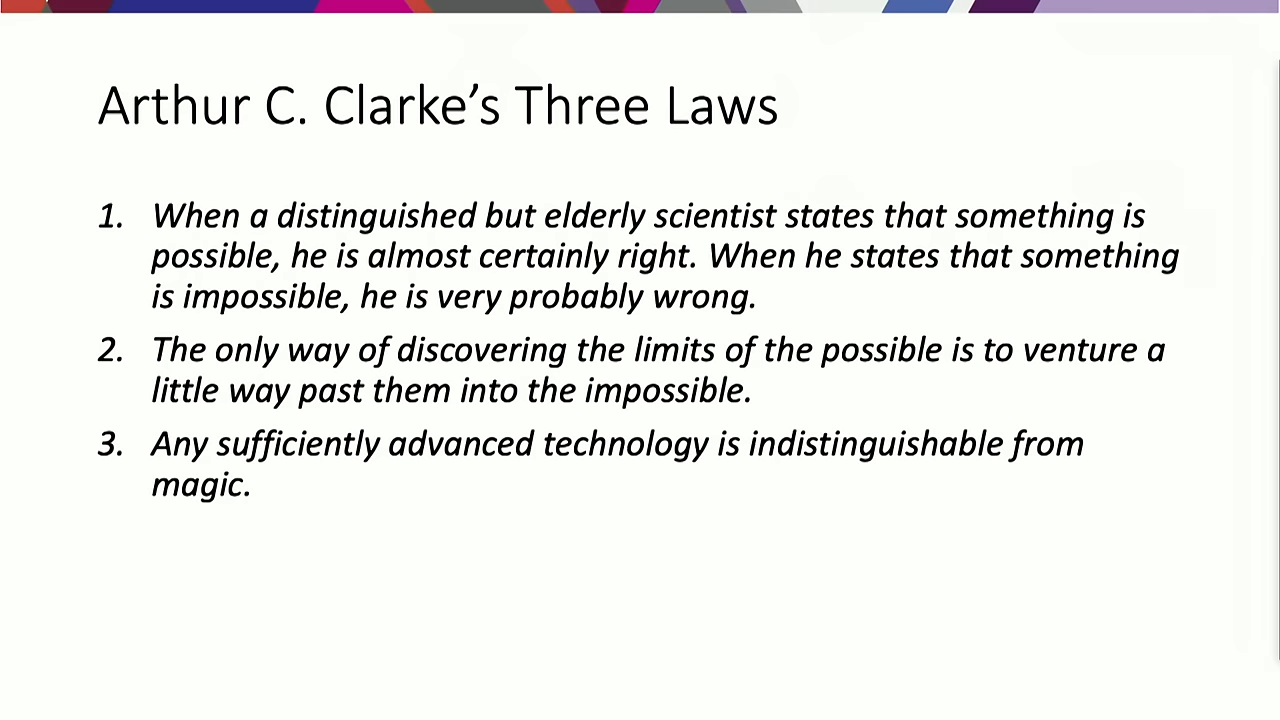 Arthur C. Clarke’s Three Laws
1. When a distinguished but elderly scientist states that something is
possible, he is almost certainly right. When he states that something
is impossible, he is very probably wrong.
2. The only way of discovering the limits of the possible is to venture a
little way past them into the impossible.
3. Any sufficiently advanced technology is indistinguishable from
magic.